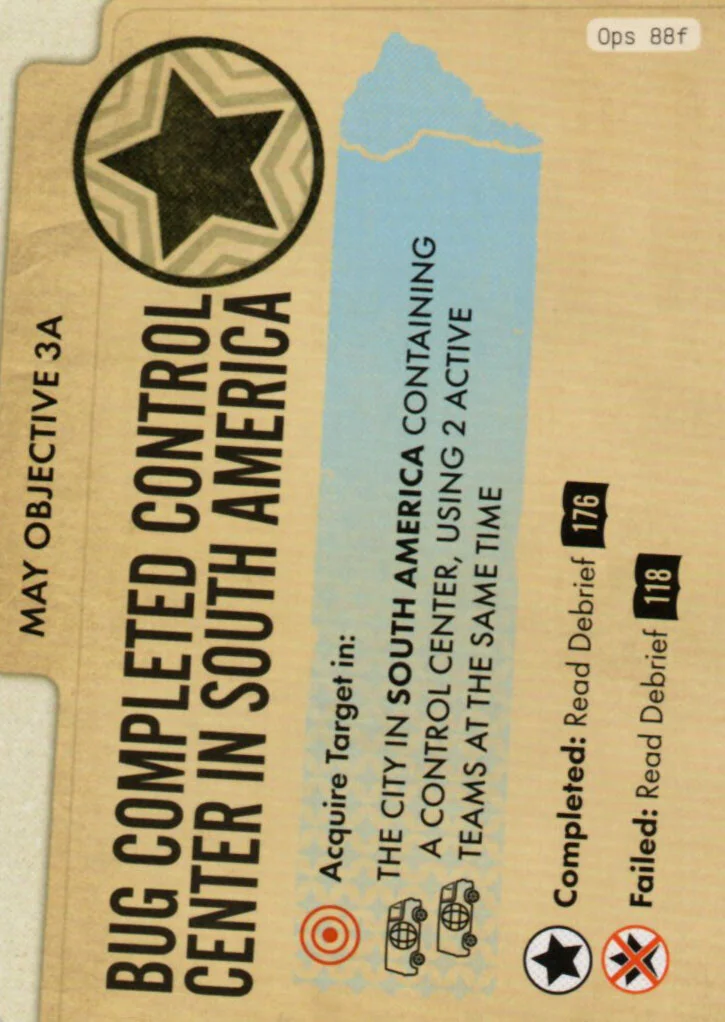 MAY OBJECTIVE 3A
BUG COMPLETED CONTROL
CENTER IN SOUTH AMERICA
Acquire Target in:
THE CITY IN SOUTH AMERICA CONTAINING
A CONTROL CENTER, USING 2 ACTIVE
TEAMS AT THE SAME TIME
Completed: Read Debrief 176
Failed: Read Debrief 118
Ops 88f